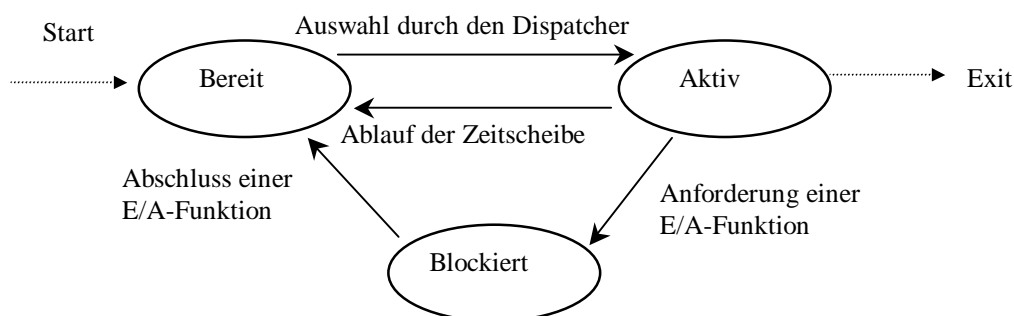 Start
Auswahl durch den Dispatcher
Bereit
Aktiv
Exit
Ablauf der Zeitscheibe
Abschluss einer
E/A-Funktion
Anforderung einer
E/A-Funktion
Blockiert